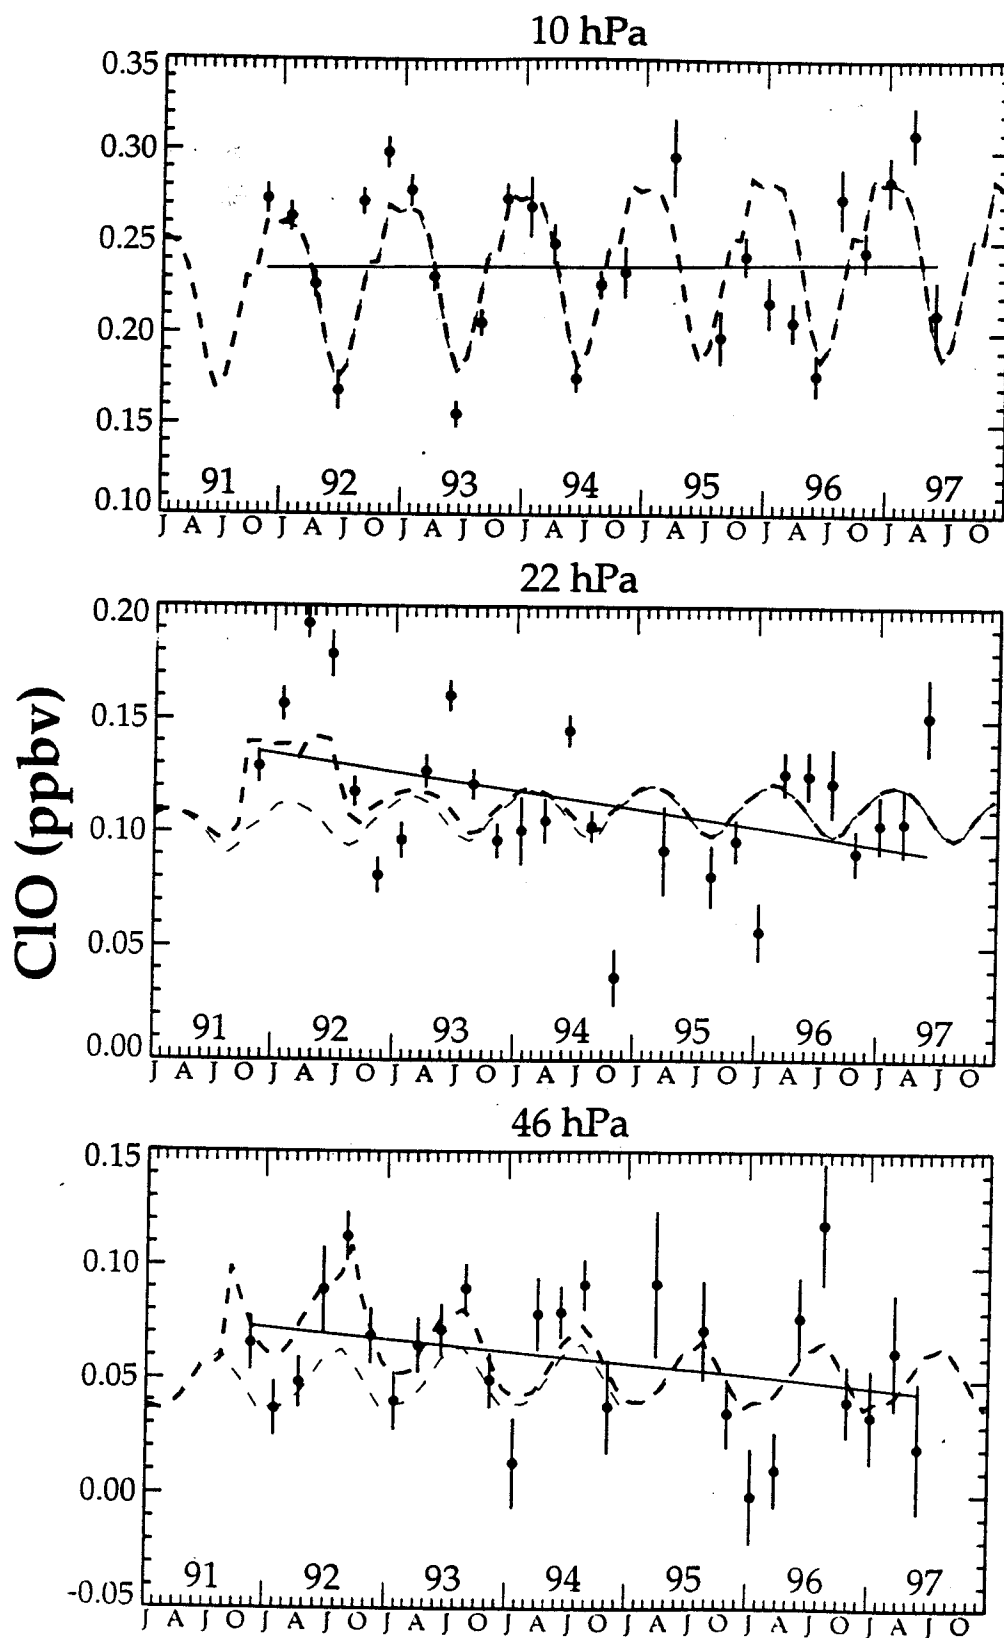 10 hPa
0.35
0.30
0.25
0.20
0.15
0.10
91 92 93 94 95 96 97
J A J O J A J O J A J O J A J O J A J O J A J O J A J O
22 hPa
0.20
0.15
0.10
0.05
0.00
91 92 93 94 95 96 97
J A J O J A J O J A J O J A J O J A J O J A J O J A J O
ClO (ppbv)
46 hPa
0.15
0.10
0.05
0.00
-0.05
91 92 93 94 95 96 97
J A J O J A J O J A J O J A J O J A J O J A J O J A J O